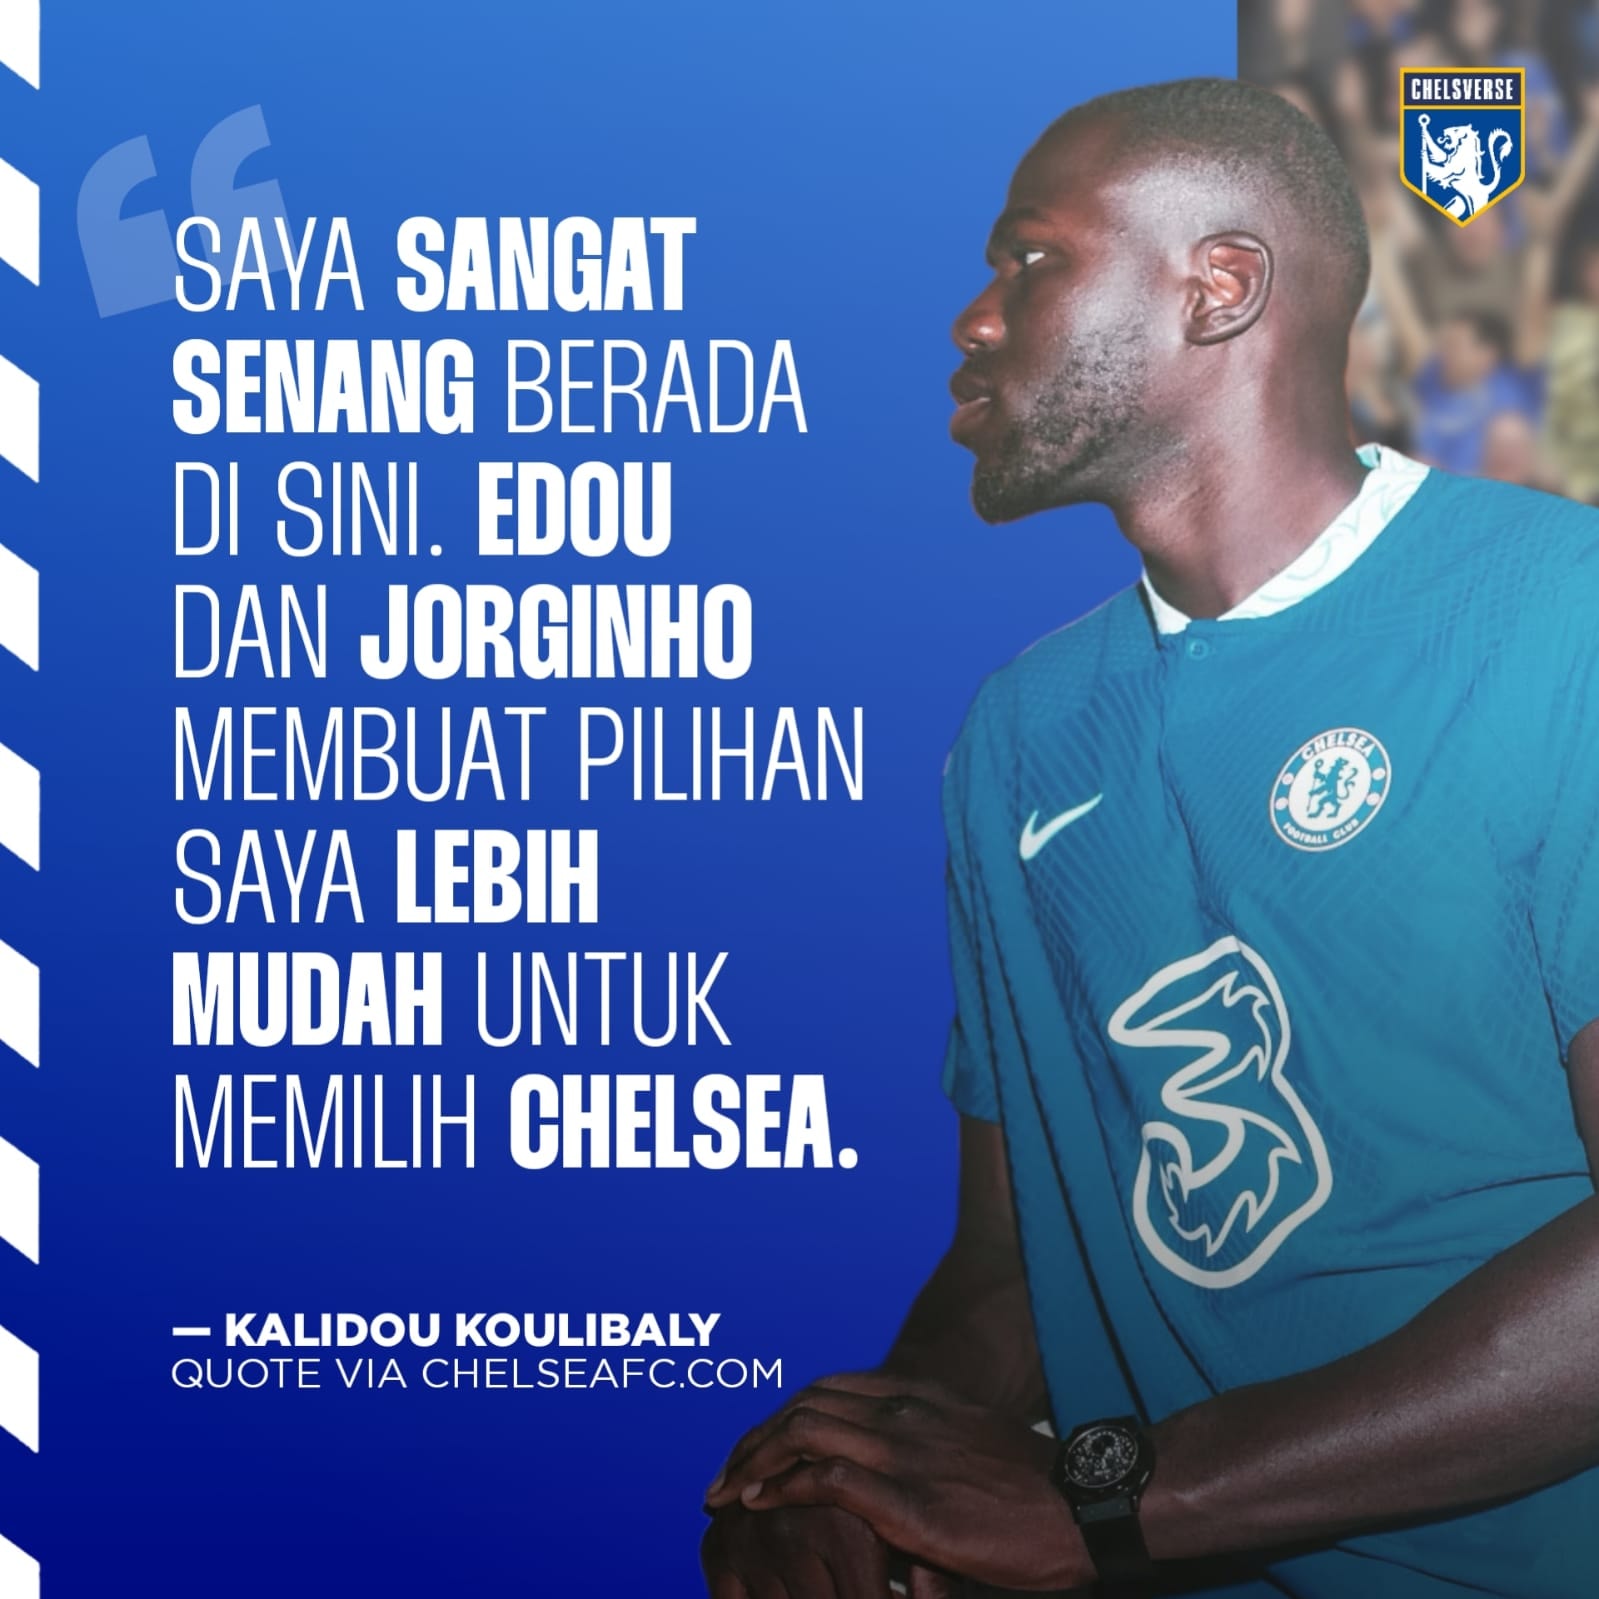 SAYA SANGAT
SENANG BERADA
DI SINI. EDOU
DAN JORGINHO
MEMBUAT PILIHAN
SAYA LEBIH
MUDAH UNTUK
MEMILIH CHELSEA.
— KALIDOU KOULIBALY
QUOTE VIA CHELSEAFC.COM
CHELSVERSE
CHELSEA
FOOTBALL CLUB
3